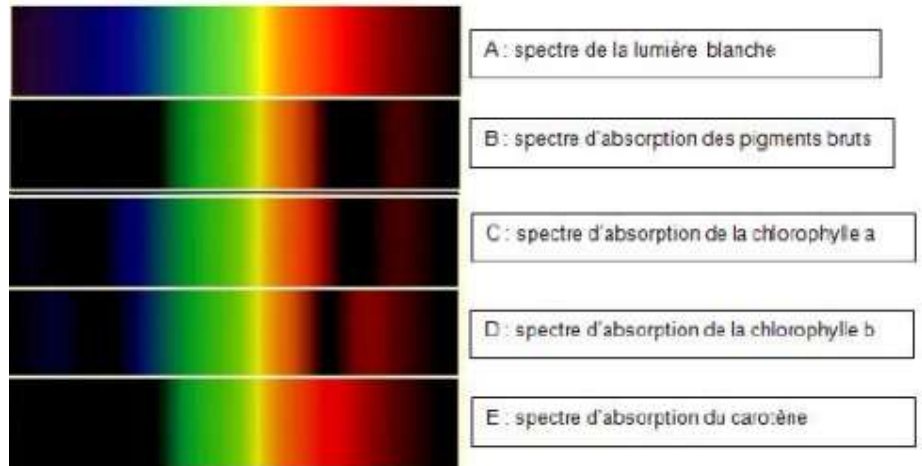 A : spectre de la lumière blanche
B : spectre d'absorption des pigments bruts
C : spectre d'absorption de la chlorophylle a
D : spectre d'absorption de la chlorophylle b
E : spectre d'absorption du carotène